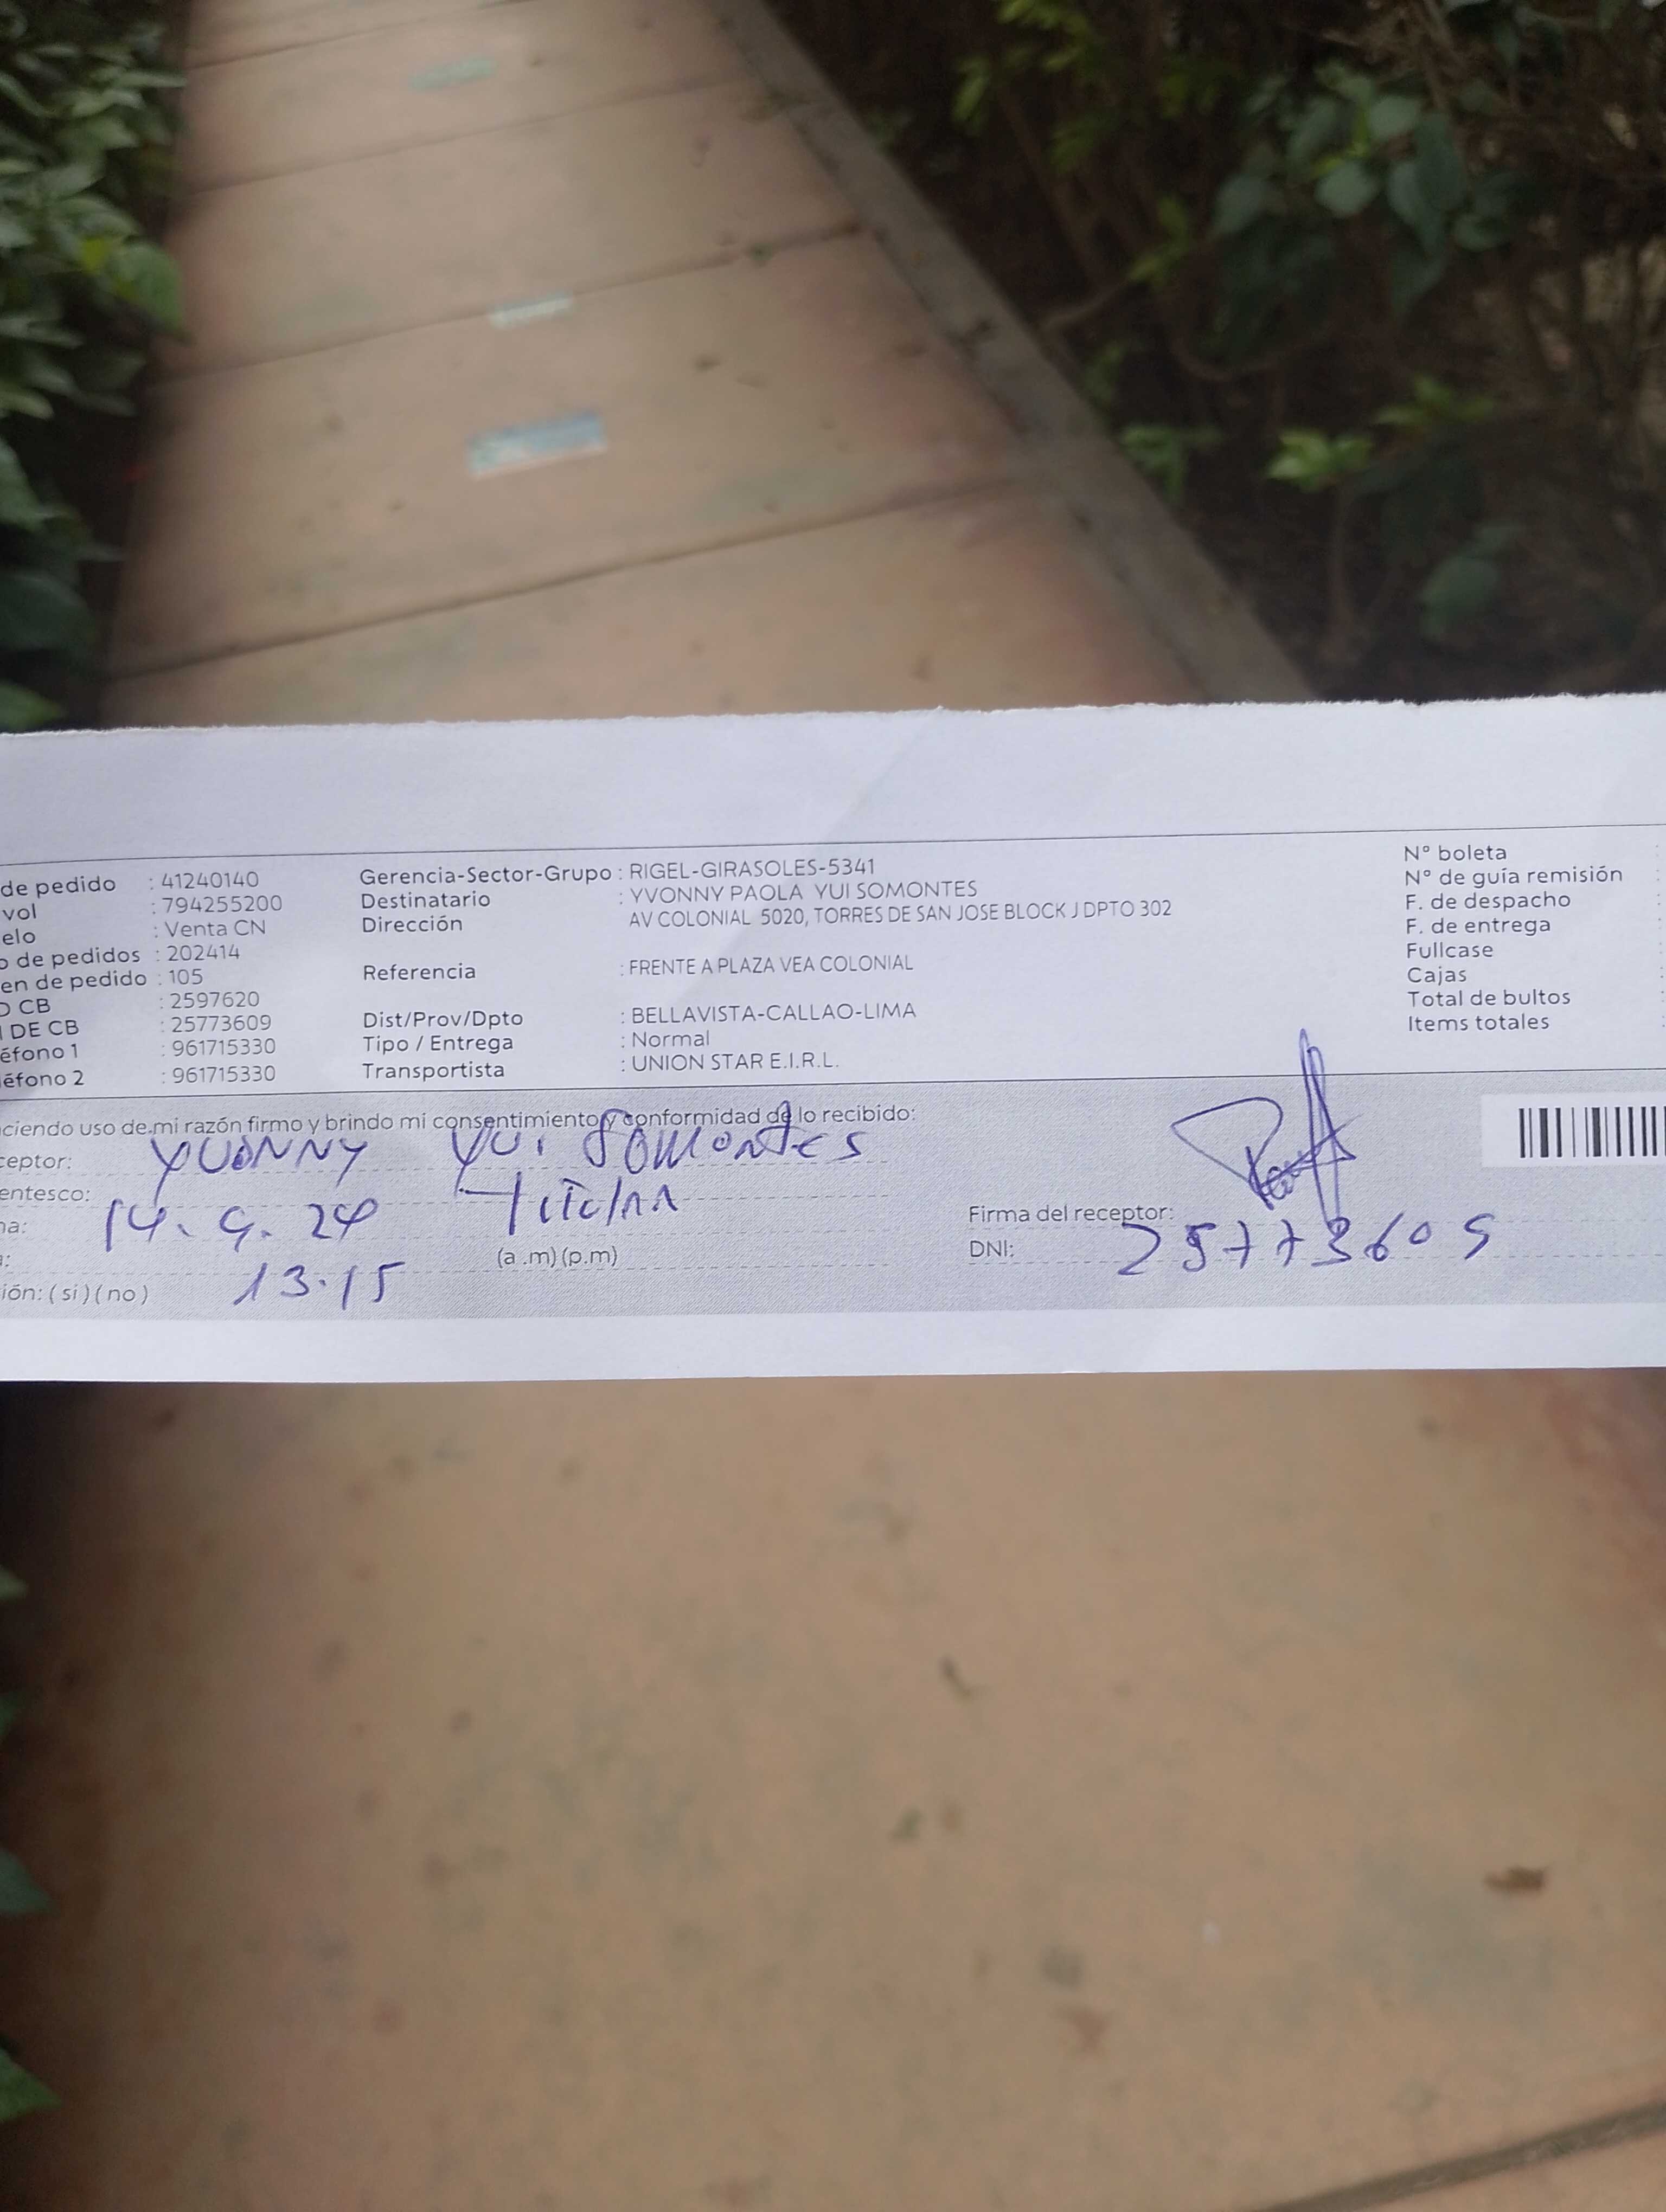 de pedido : 41240140
vol : 794255200
elo : Venta CN
o de pedidos : 202414
en de pedido : 105
O CB : 2597620
I DE CB : 25773609
éfono 1 : 961715330
léfono 2 : 961715330
Gerencia-Sector-Grupo : RIGEL-GIRASOLES-5341
Destinatario : YVONNY PAOLA YUI SOMONTES
Dirección AV COLONIAL 5020, TORRES DE SAN JOSE BLOCK J DPTO 302
Referencia : FRENTE A PLAZA VEA COLONIAL
Dist/Prov/Dpto : BELLAVISTA-CALLAO-LIMA
Tipo / Entrega : Normal
Transportista : UNION STAR E.I.R.L.
N° boleta
N° de guía remisión
F. de despacho
F. de entrega
Fullcase
Cajas
Total de bultos
Items totales
ciendo uso de mi razón firmo y brindo mi consentimiento y conformidad de lo recibido:
ceptor: YVONNY YUI SOMONTES
entesco: Titular
na: 14. 9. 24
: 13.15 (a .m) (p.m)
ión: ( si ) ( no )
Firma del receptor:
DNI: 25773609